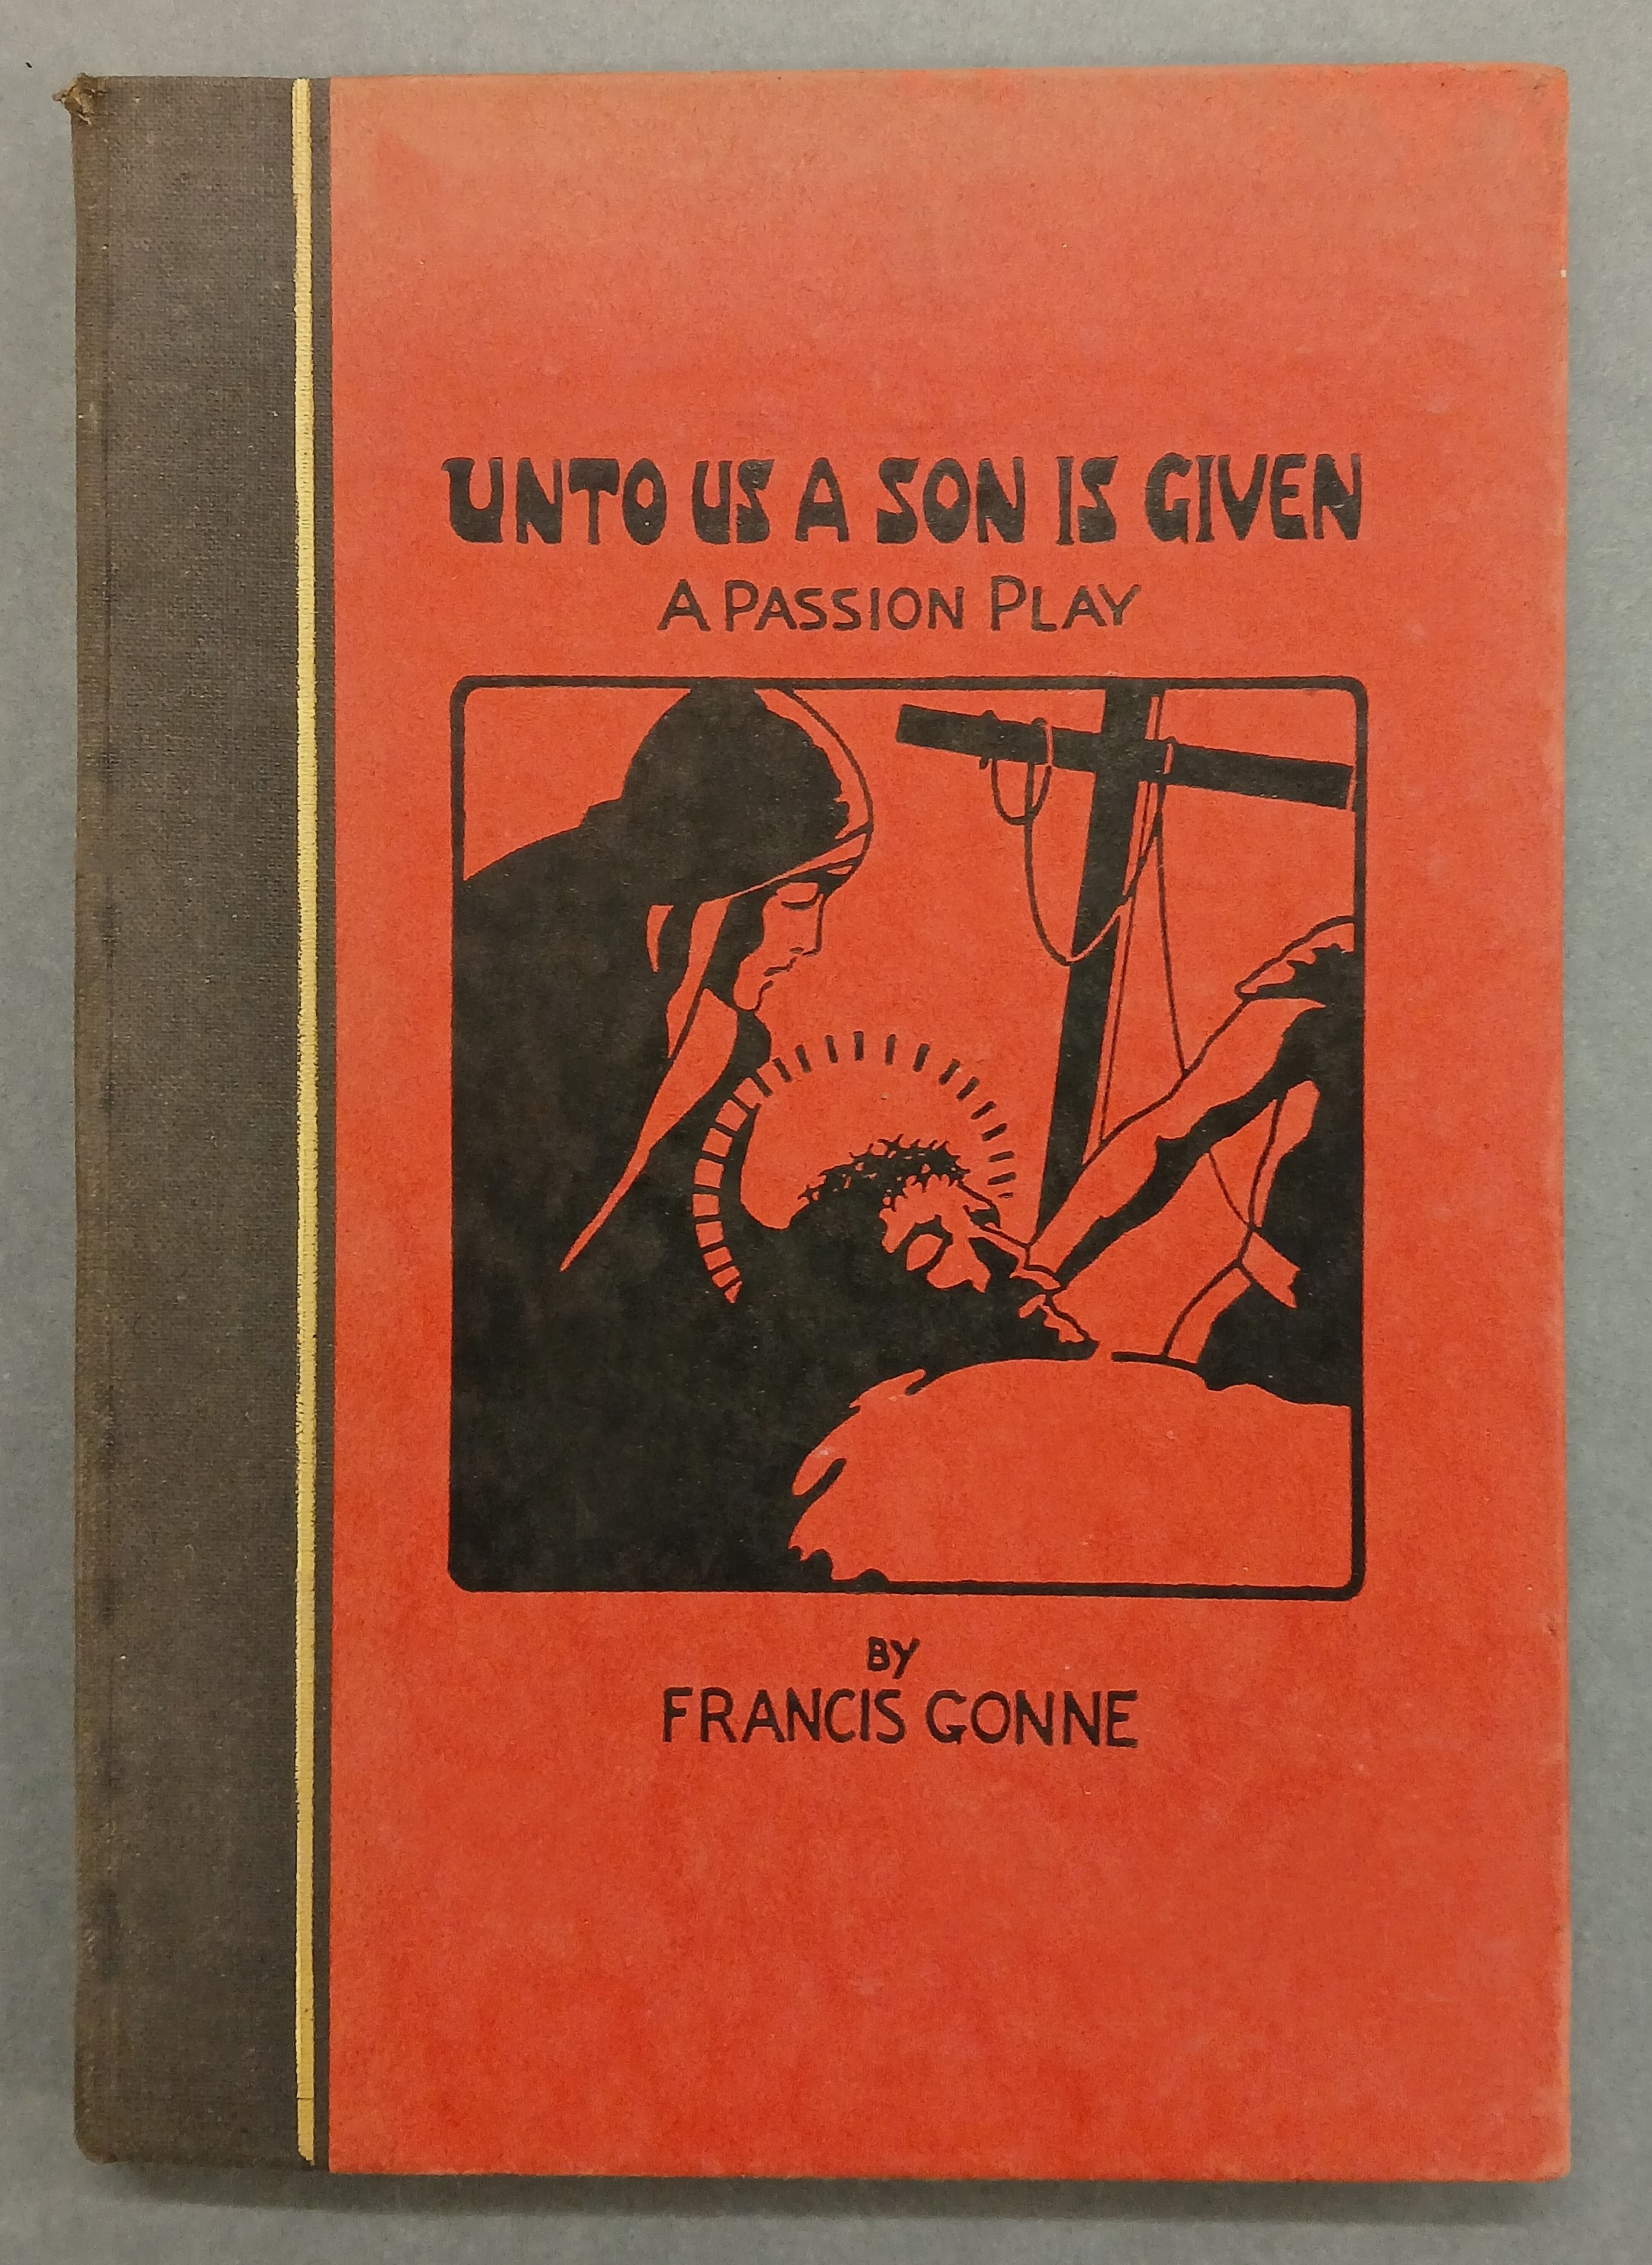 UNTO US A SON IS GIVEN
A PASSION PLAY
BY
FRANCIS GONNE